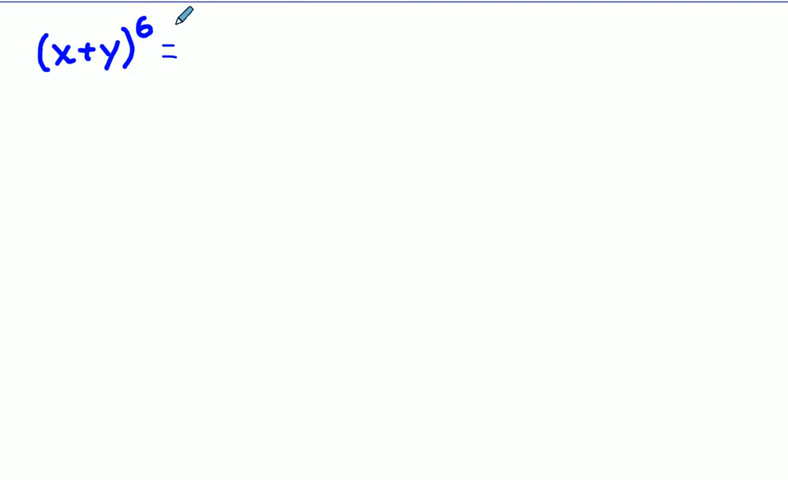 (x+y)⁶ =